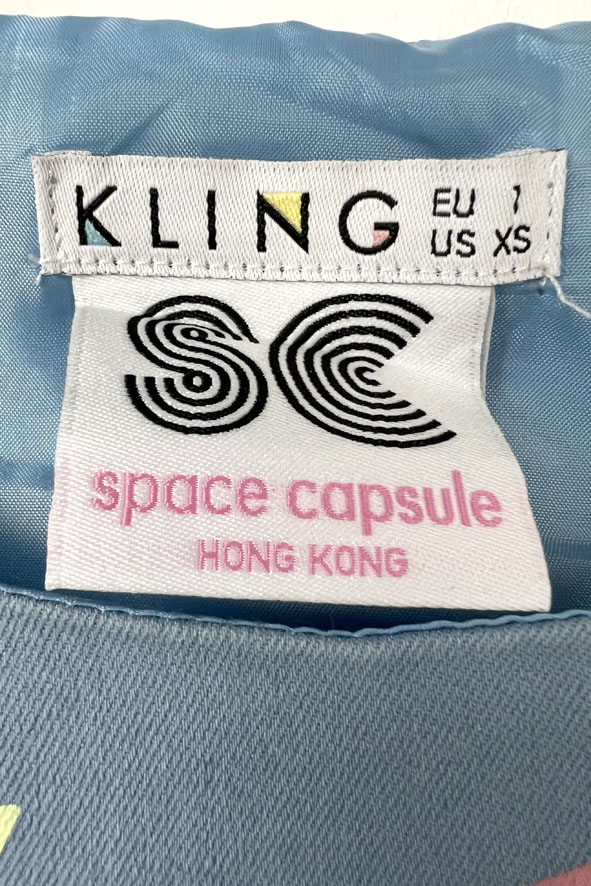 KLING EU 1
US XS
SC
space capsule
HONG KONG